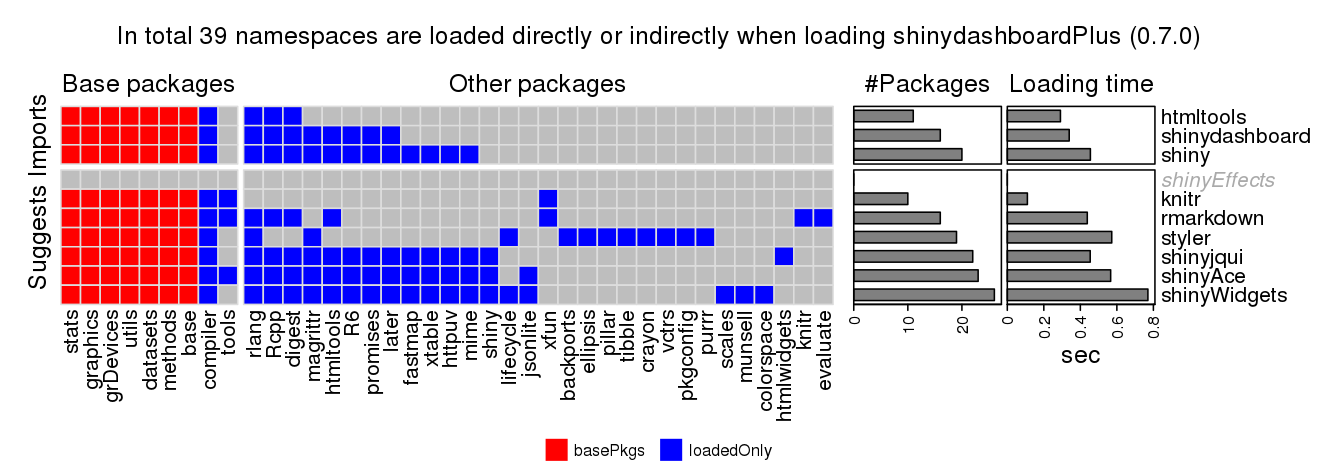 In total 39 namespaces are loaded directly or indirectly when loading shinydashboardPlus (0.7.0)
Base packages
Other packages
#Packages
Loading time
Imports
htmltools
shinydashboard
shiny
Suggests
shinyEffects
knitr
rmarkdown
styler
shinyjqui
shinyAce
shinyWidgets
stats
graphics
grDevices
utils
datasets
methods
base
compiler
tools
rlang
Rcpp
digest
magrittr
htmltools
R6
promises
later
fastmap
xtable
httpuv
mime
shiny
lifecycle
jsonlite
xfun
backports
ellipsis
pillar
tibble
crayon
vctrs
pkgconfig
purrr
scales
munsell
colorspace
htmlwidgets
knitr
evaluate
0
10
20
0
0.2
0.4
0.6
0.8
sec
basePkgs
loadedOnly